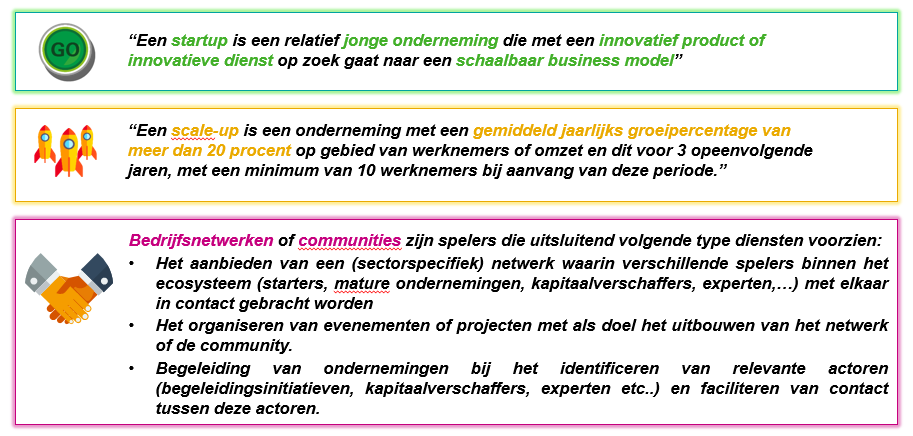 GO
“Een startup is een relatief jonge onderneming die met een innovatief product of
innovatieve dienst op zoek gaat naar een schaalbaar business model”
“Een scale-up is een onderneming met een gemiddeld jaarlijks groeipercentage van
meer dan 20 procent op gebied van werknemers of omzet en dit voor 3 opeenvolgende
jaren, met een minimum van 10 werknemers bij aanvang van deze periode.”
Bedrijfsnetwerken of communities zijn spelers die uitsluitend volgende type diensten voorzien:
• Het aanbieden van een (sectorspecifiek) netwerk waarin verschillende spelers binnen het
ecosysteem (starters, mature ondernemingen, kapitaalverschaffers, experten,…) met elkaar
in contact gebracht worden
• Het organiseren van evenementen of projecten met als doel het uitbouwen van het netwerk
of de community.
• Begeleiding van ondernemingen bij het identificeren van relevante actoren
(begeleidingsinitiatieven, kapitaalverschaffers, experten etc..) en faciliteren van contact
tussen deze actoren.